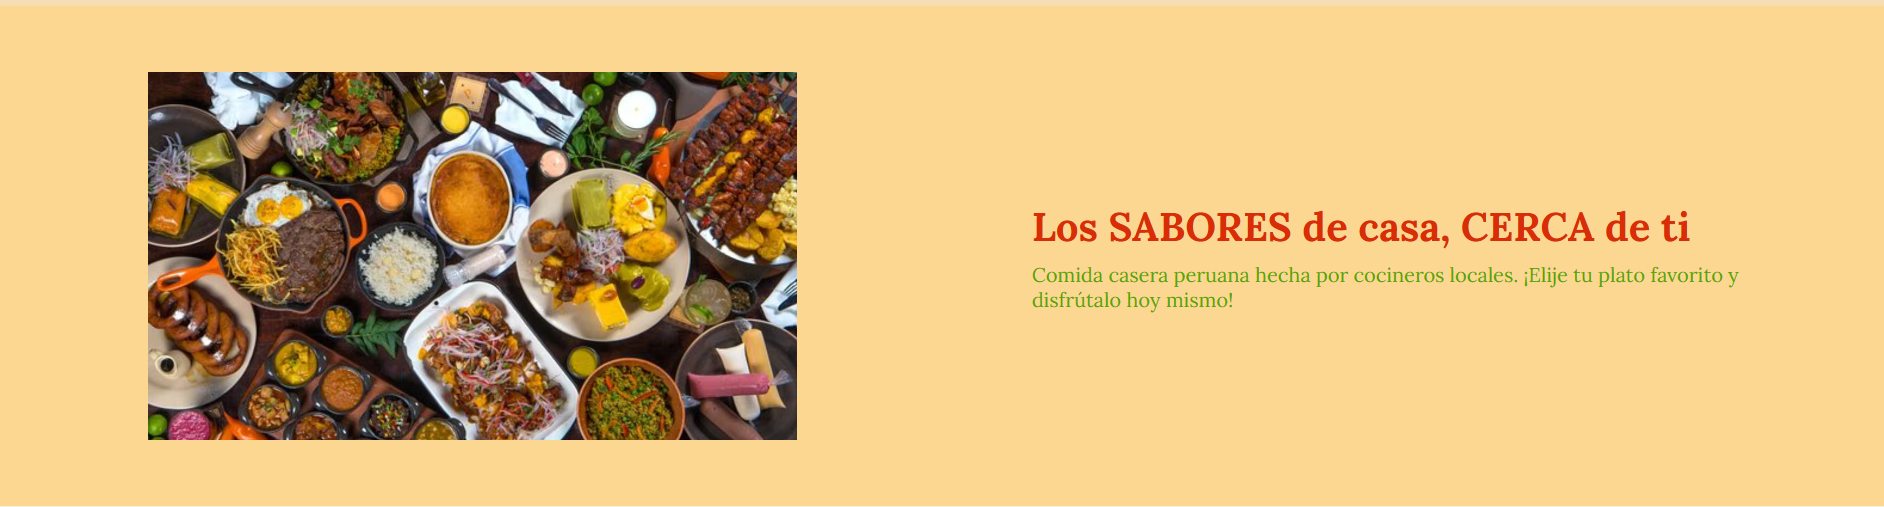 Los SABORES de casa, CERCA de ti
Comida casera peruana hecha por cocineros locales. ¡Elije tu plato favorito y
disfrútalo hoy mismo!